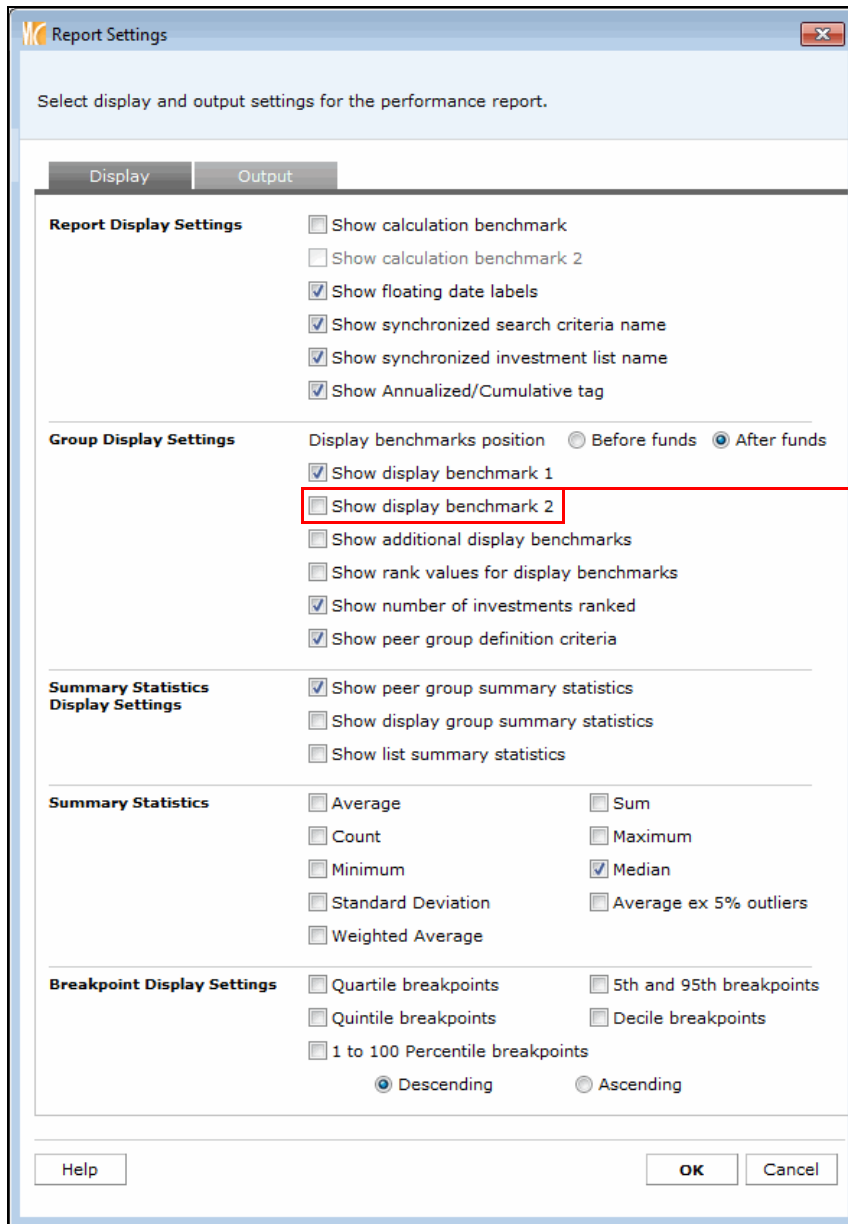 Report Settings
Select display and output settings for the performance report.
Display Output
Report Display Settings Show calculation benchmark
Show calculation benchmark 2
Show floating date labels
Show synchronized search criteria name
Show synchronized investment list name
Show Annualized/Cumulative tag
Group Display Settings Display benchmarks position Before funds After funds
Show display benchmark 1
Show display benchmark 2
Show additional display benchmarks
Show rank values for display benchmarks
Show number of investments ranked
Show peer group definition criteria
Summary Statistics Show peer group summary statistics
Display Settings
Show display group summary statistics
Show list summary statistics
Summary Statistics Average Sum
Count Maximum
Minimum Median
Standard Deviation Average ex 5% outliers
Weighted Average
Breakpoint Display Settings Quartile breakpoints 5th and 95th breakpoints
Quintile breakpoints Decile breakpoints
1 to 100 Percentile breakpoints
Descending Ascending
Help OK Cancel